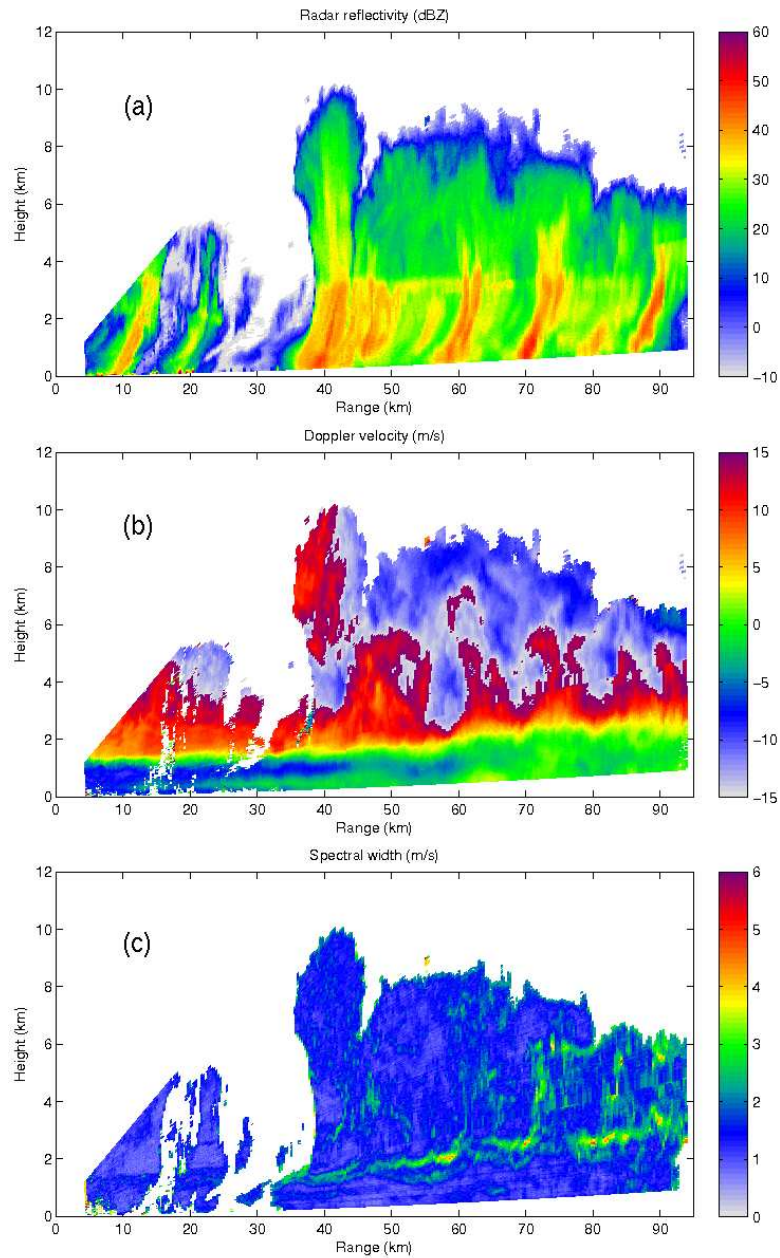 Radar reflectivity (dBZ)
(a)
Height (km)
12
10
8
6
4
2
0
0 10 20 30 40 50 60 70 80 90
Range (km)
60
50
40
30
20
10
0
−10
Doppler velocity (m/s)
(b)
Height (km)
12
10
8
6
4
2
0
0 10 20 30 40 50 60 70 80 90
Range (km)
15
10
5
0
−5
−10
−15
Spectral width (m/s)
(c)
Height (km)
12
10
8
6
4
2
0
0 10 20 30 40 50 60 70 80 90
Range (km)
6
5
4
3
2
1
0